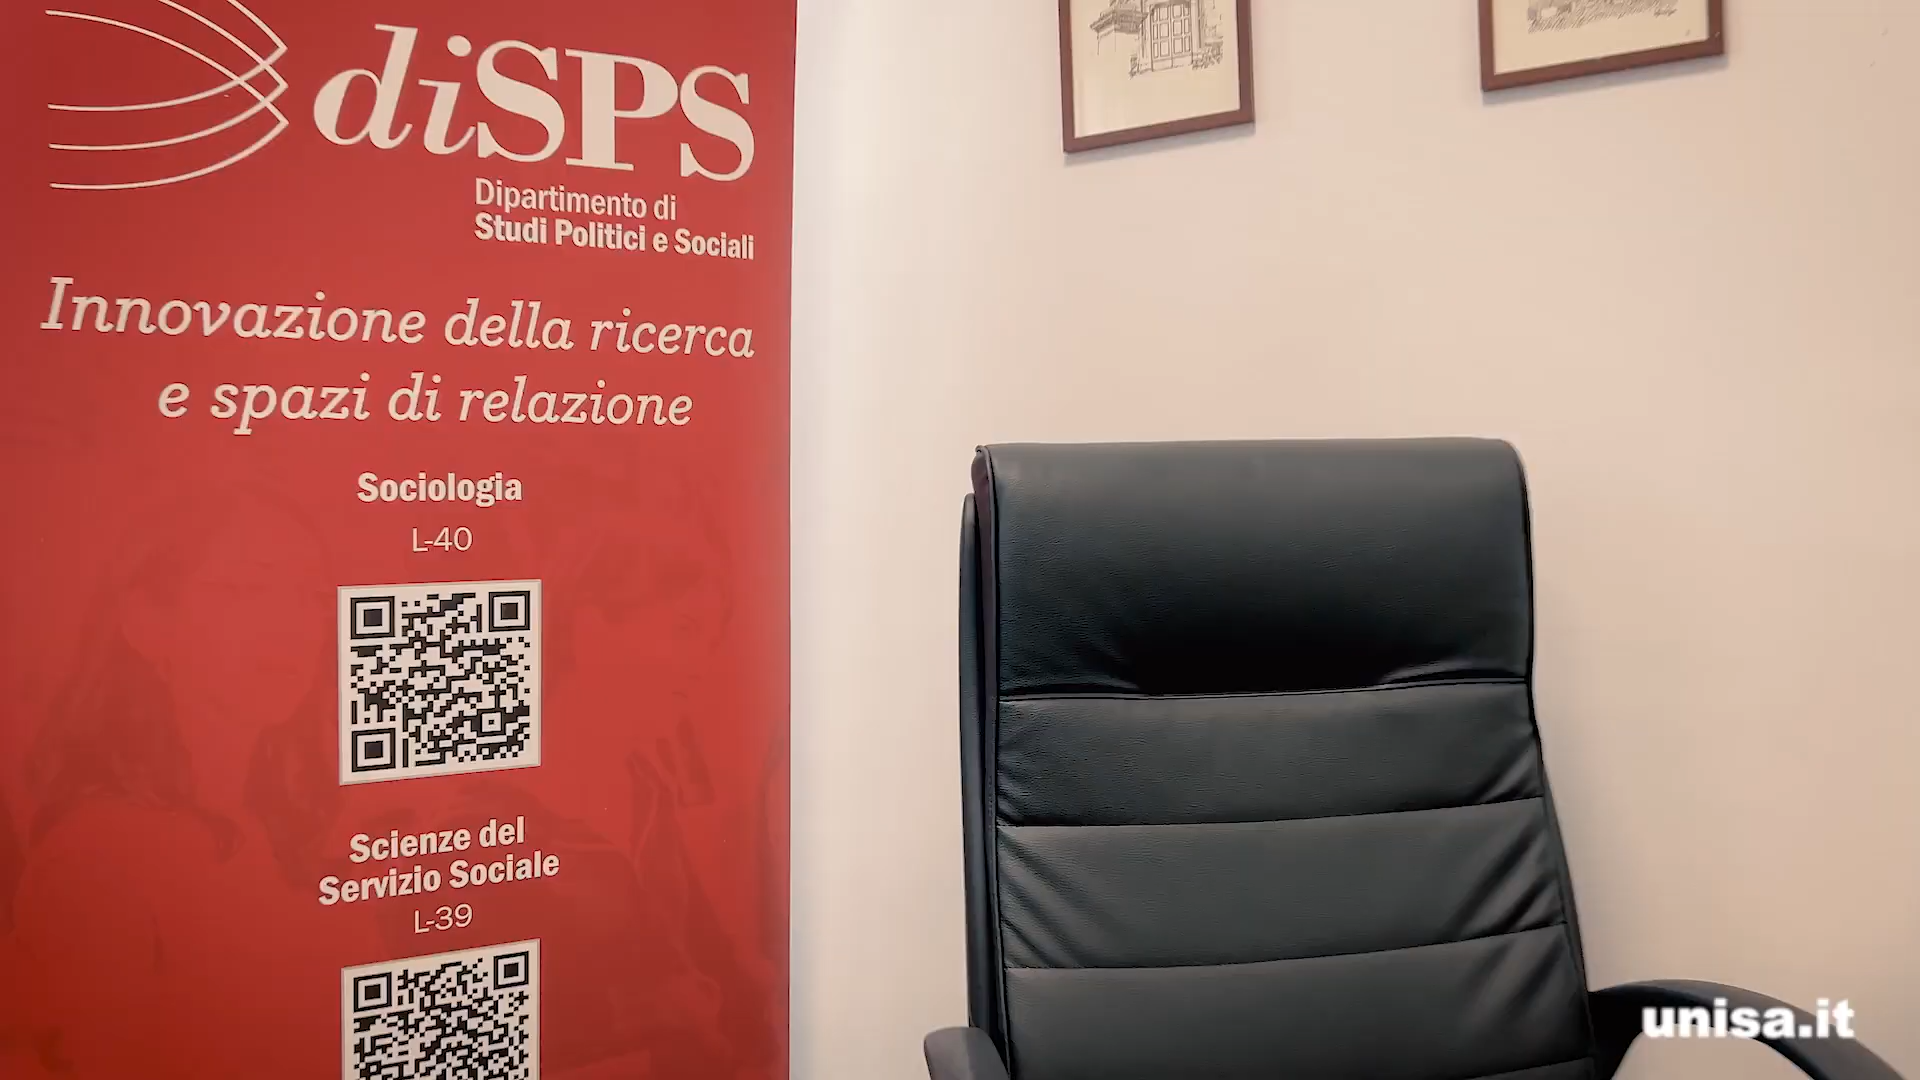 diSPS
Dipartimento di
Studi Politici e Sociali
Innovazione della ricerca
e spazi di relazione
Sociologia
L-40
Scienze del
Servizio Sociale
L-39
unisa.it